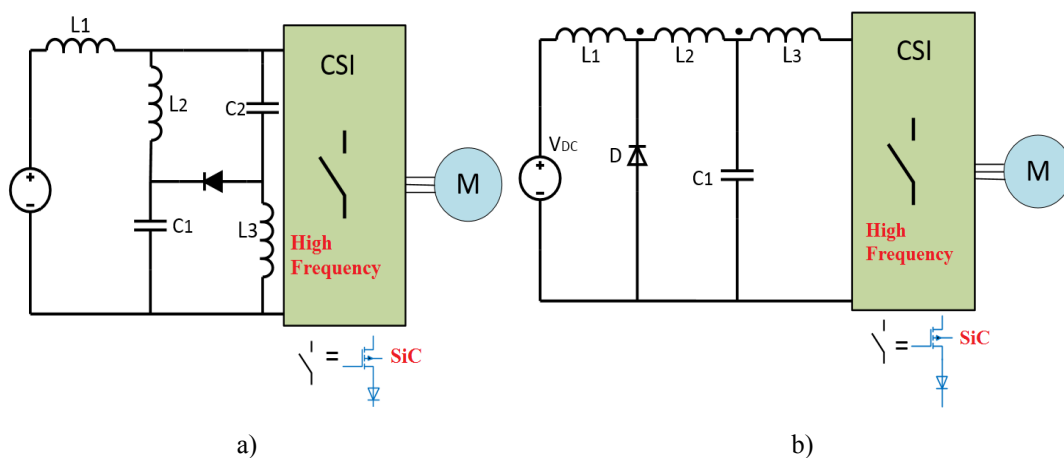 L1
L2
C2
CSI
C1
L3
High
Frequency
+
-
M
=
SiC
a)
L1
L2
L3
CSI
VDC
D
C1
High
Frequency
+
-
M
=
SiC
b)